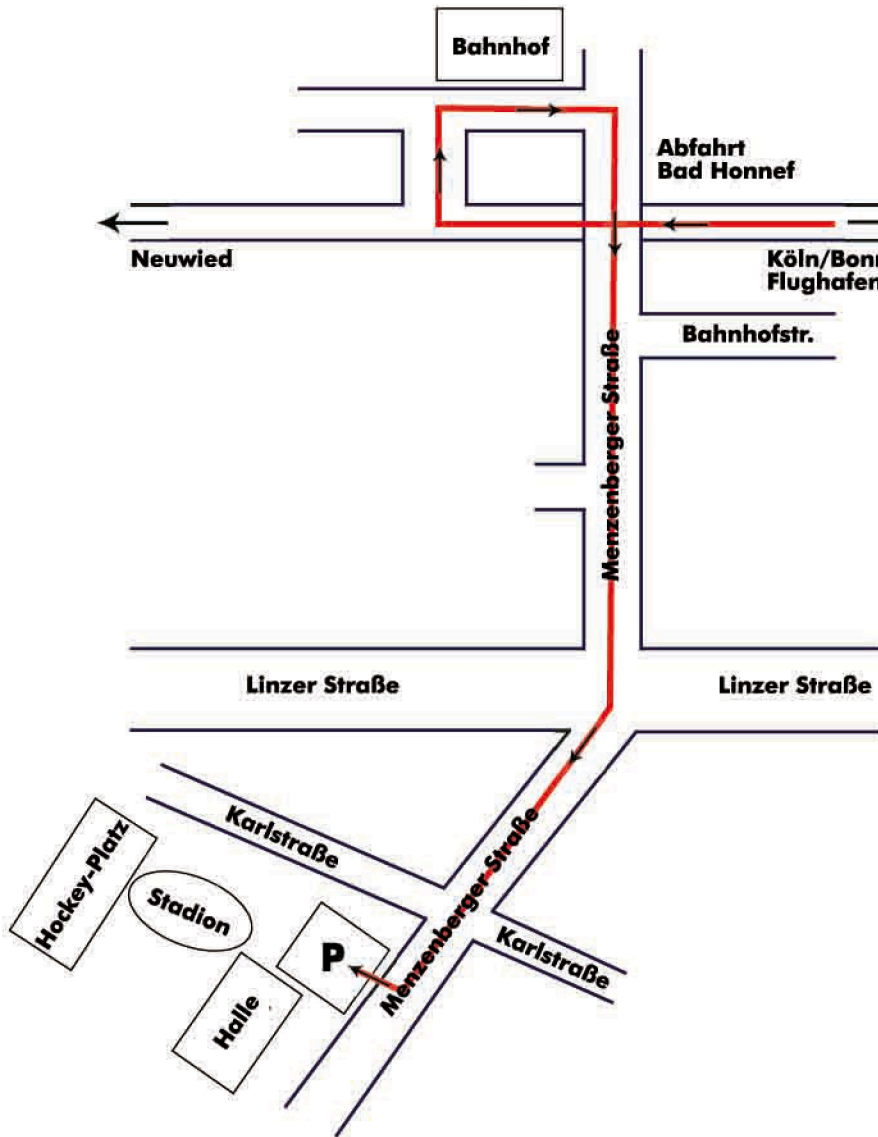 Bahnhof
Abfahrt
Bad Honnef
Neuwied
Köln/Bonn
Flughafen
Bahnhofstr.
Menzenberger Straße
Linzer Straße
Linzer Straße
Karlstraße
Menzenberger Straße
Hockey-Platz
Stadion
P
Karlstraße
Halle